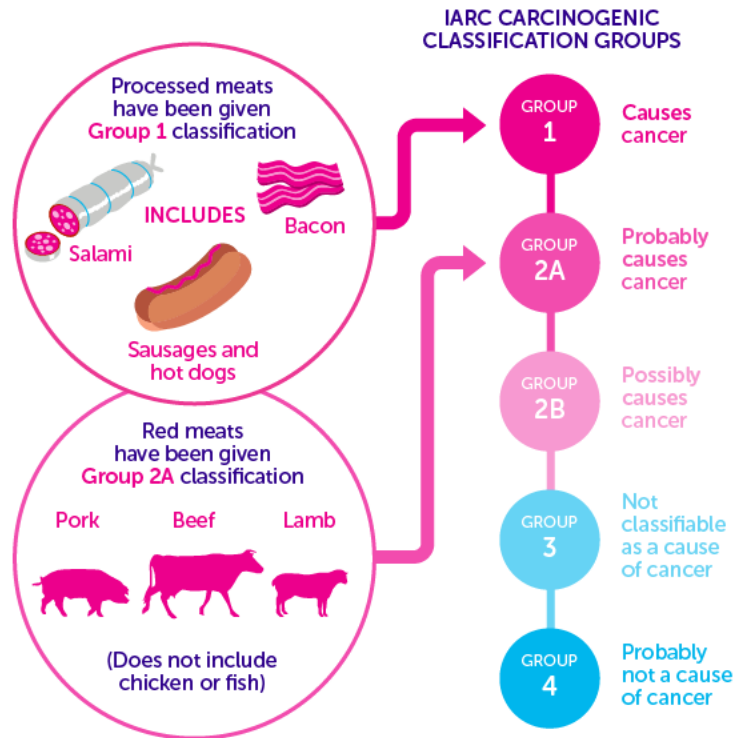 IARC CARCINOGENIC
CLASSIFICATION GROUPS
Processed meats
have been given
Group 1 classification
INCLUDES
Salami
Bacon
Sausages and
hot dogs
Red meats
have been given
Group 2A classification
Pork
Beef
Lamb
(Does not include
chicken or fish)
GROUP
1
Causes
cancer
GROUP
2A
Probably
causes
cancer
GROUP
2B
Possibly
causes
cancer
GROUP
3
Not
classifiable
as a cause
of cancer
GROUP
4
Probably
not a cause
of cancer